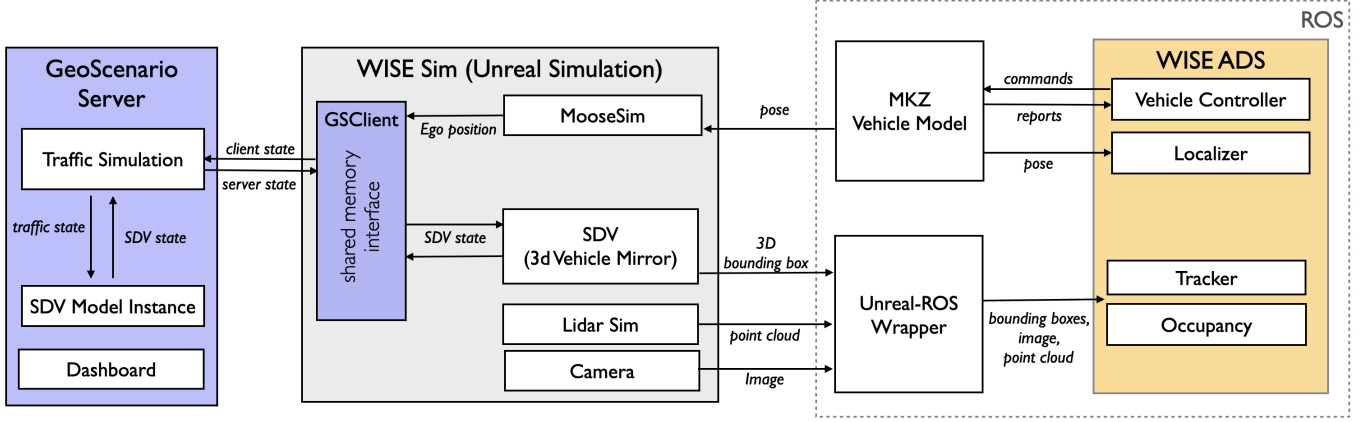 ROS
GeoScenario
Server
Traffic Simulation
traffic state
SDV state
SDV Model Instance
Dashboard
client state
server state
WISE Sim (Unreal Simulation)
GSClient
shared memory
interface
Ego position
MooseSim
SDV state
SDV
(3d Vehicle Mirror)
Lidar Sim
Camera
pose
3D
bounding box
point cloud
Image
MKZ
Vehicle Model
commands
reports
pose
Unreal-ROS
Wrapper
bounding boxes,
image,
point cloud
WISE ADS
Vehicle Controller
Localizer
Tracker
Occupancy